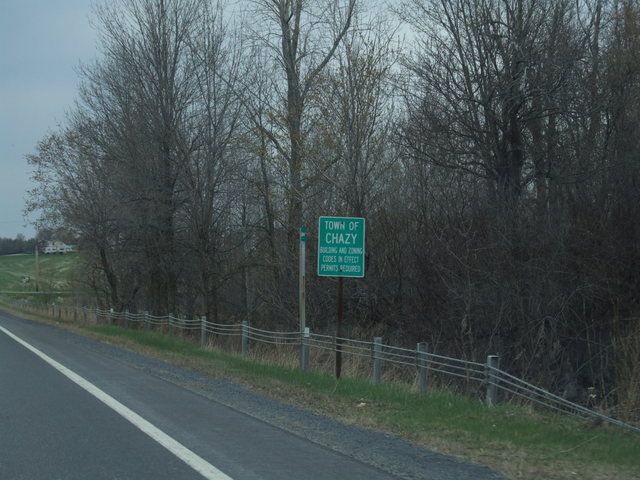 TOWN OF
CHAZY
BUILDING AND ZONING
CODES IN EFFECT
PERMITS REQUIRED